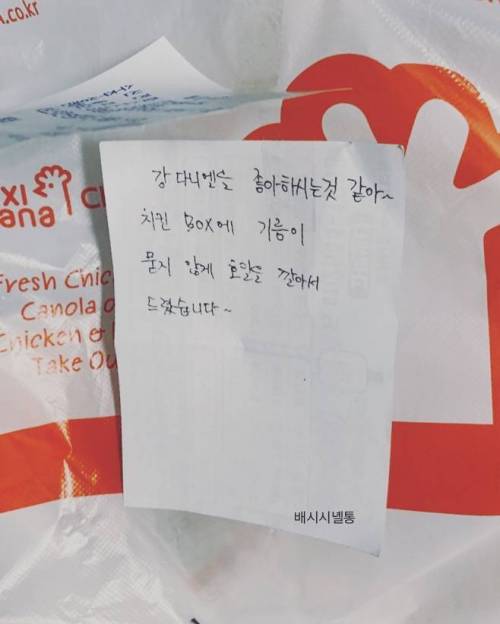 .co.kr
강 다니엘을 좋아하시는것 같아~
치킨 BOX에 기름이
묻지 않게 호일을 깔아서
드렸습니다~
XI
ana
Fresh Chic
Canola o
Chicken &
Take Ou
배시시넬통